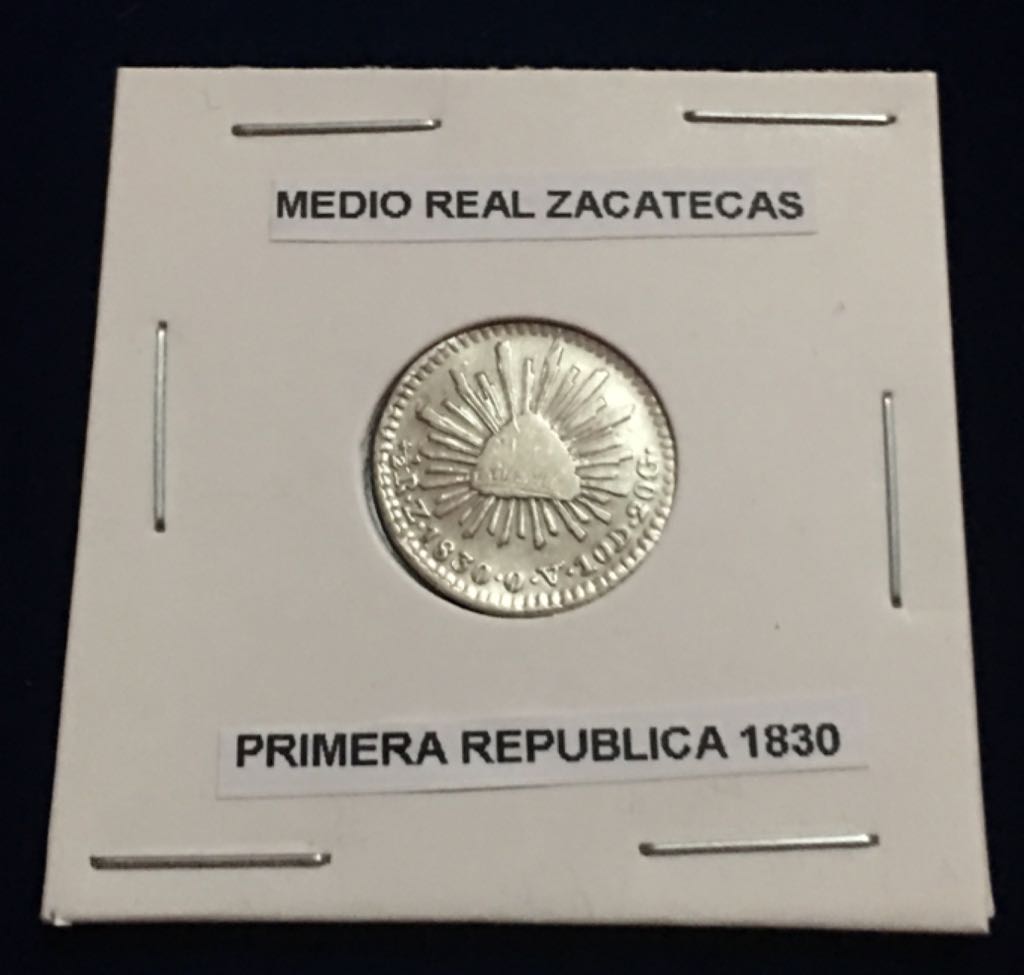 MEDIO REAL ZACATECAS
½R.Z.1830.O.V.10D.20G.
PRIMERA REPUBLICA 1830